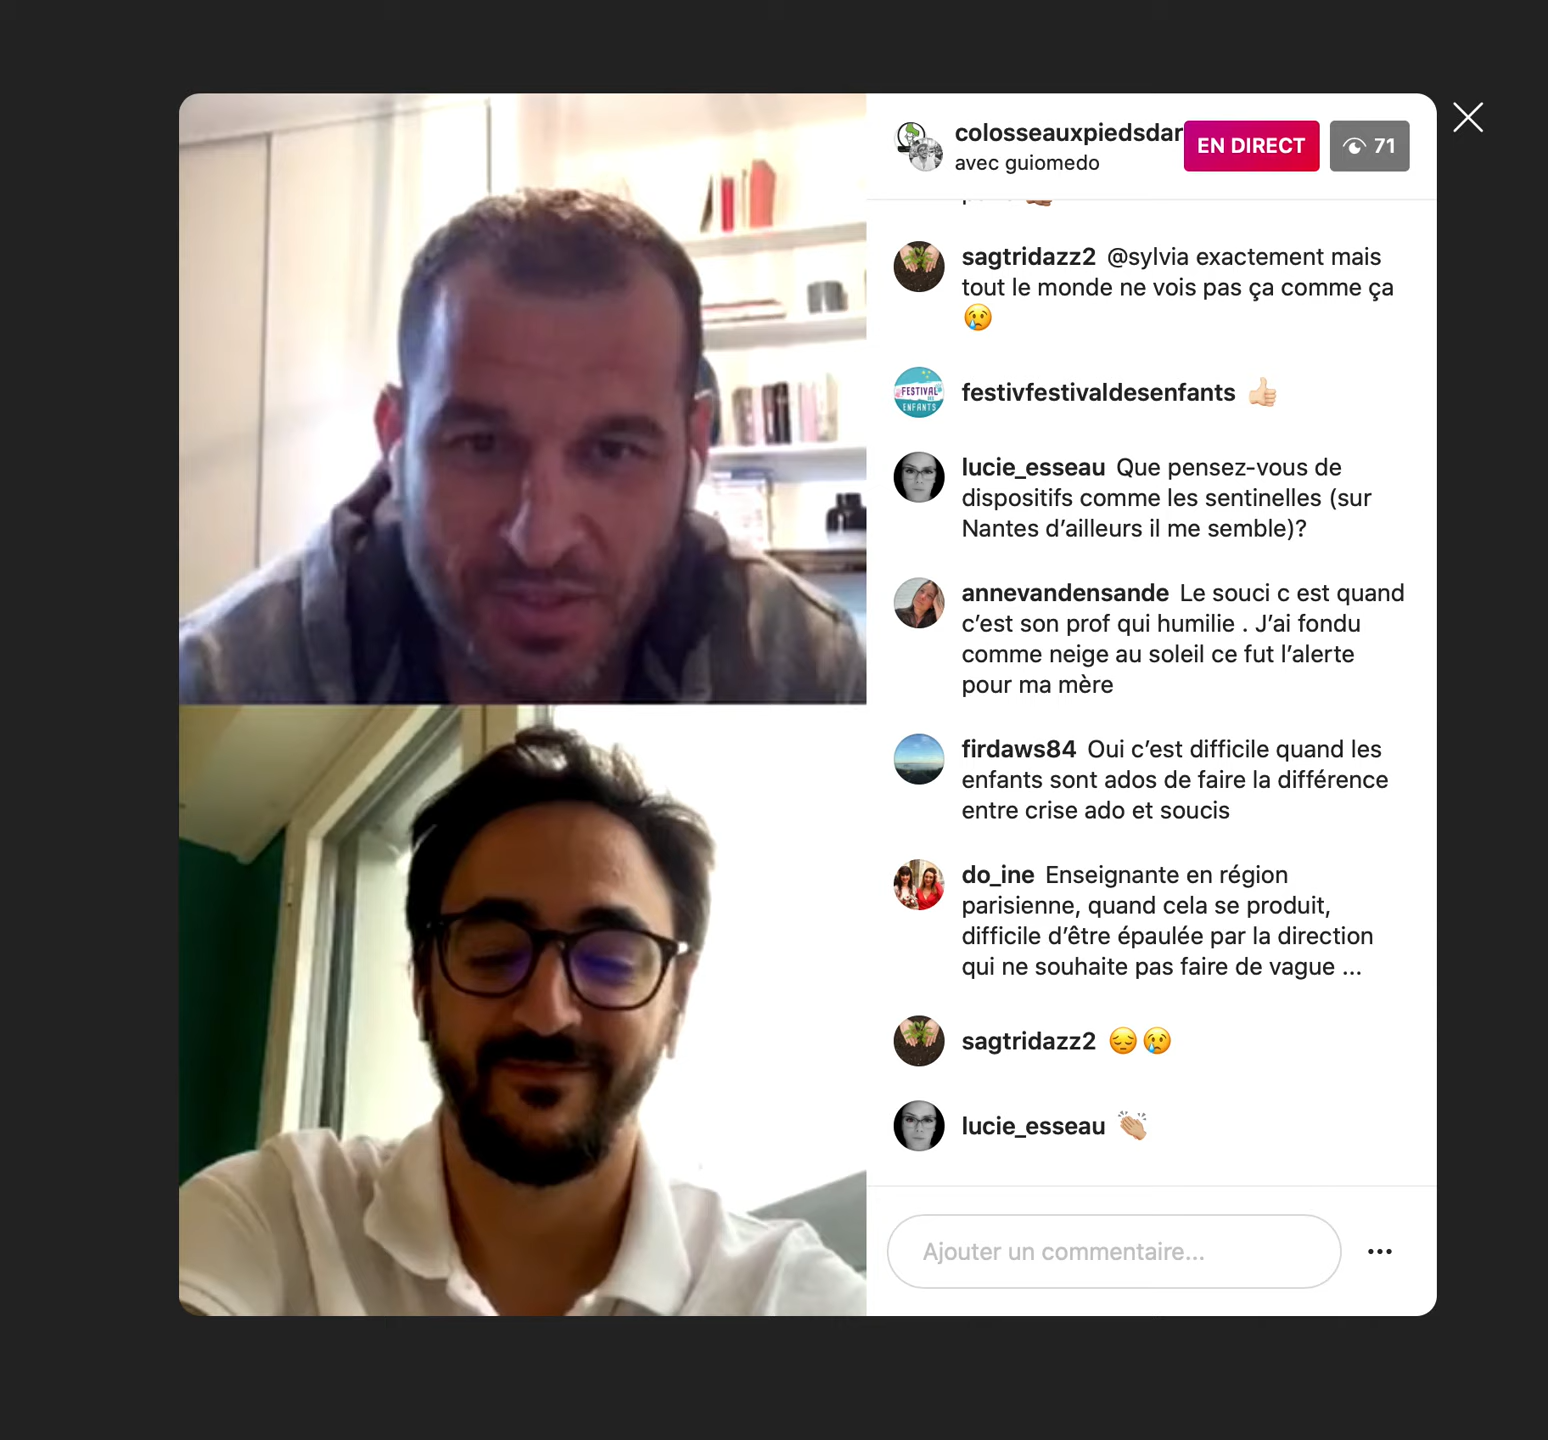 colosseauxpiedsdar
avec guiomedo
EN DIRECT
71
sagtridazz2 @sylvia exactement mais
tout le monde ne vois pas ça comme ça
😢
FESTIVAL
DES
ENFANTS
festivfestivaldesenfants 👍🏻
lucie_esseau Que pensez-vous de
dispositifs comme les sentinelles (sur
Nantes d’ailleurs il me semble)?
annevandensande Le souci c est quand
c’est son prof qui humilie . J’ai fondu
comme neige au soleil ce fut l’alerte
pour ma mère
firdaws84 Oui c’est difficile quand les
enfants sont ados de faire la différence
entre crise ado et soucis
do_ine Enseignante en région
parisienne, quand cela se produit,
difficile d’être épaulée par la direction
qui ne souhaite pas faire de vague ...
sagtridazz2 😔😢
lucie_esseau 👏🏼
Ajouter un commentaire...